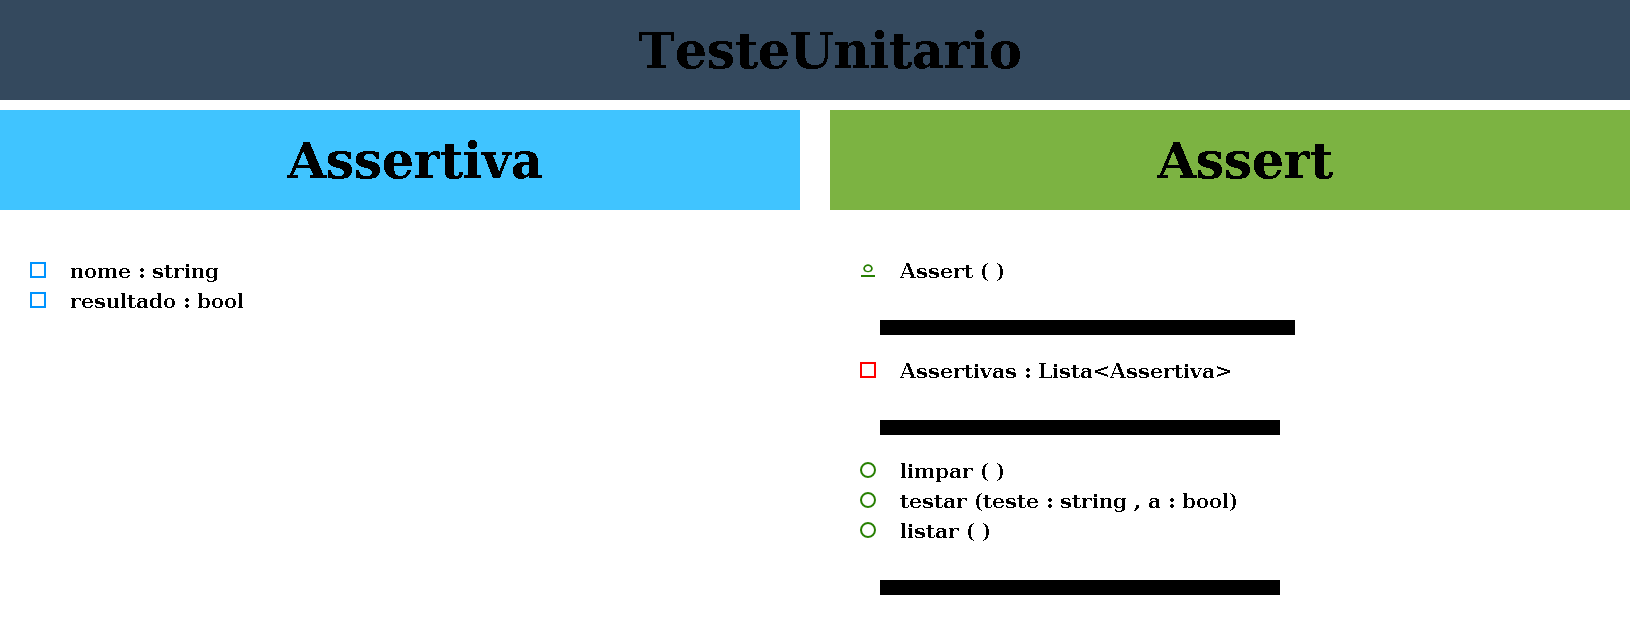 TesteUnitario
Assertiva
nome : string
resultado : bool
Assert
Assert ( )
Assertivas : Lista<Assertiva>
limpar ( )
testar (teste : string , a : bool)
listar ( )